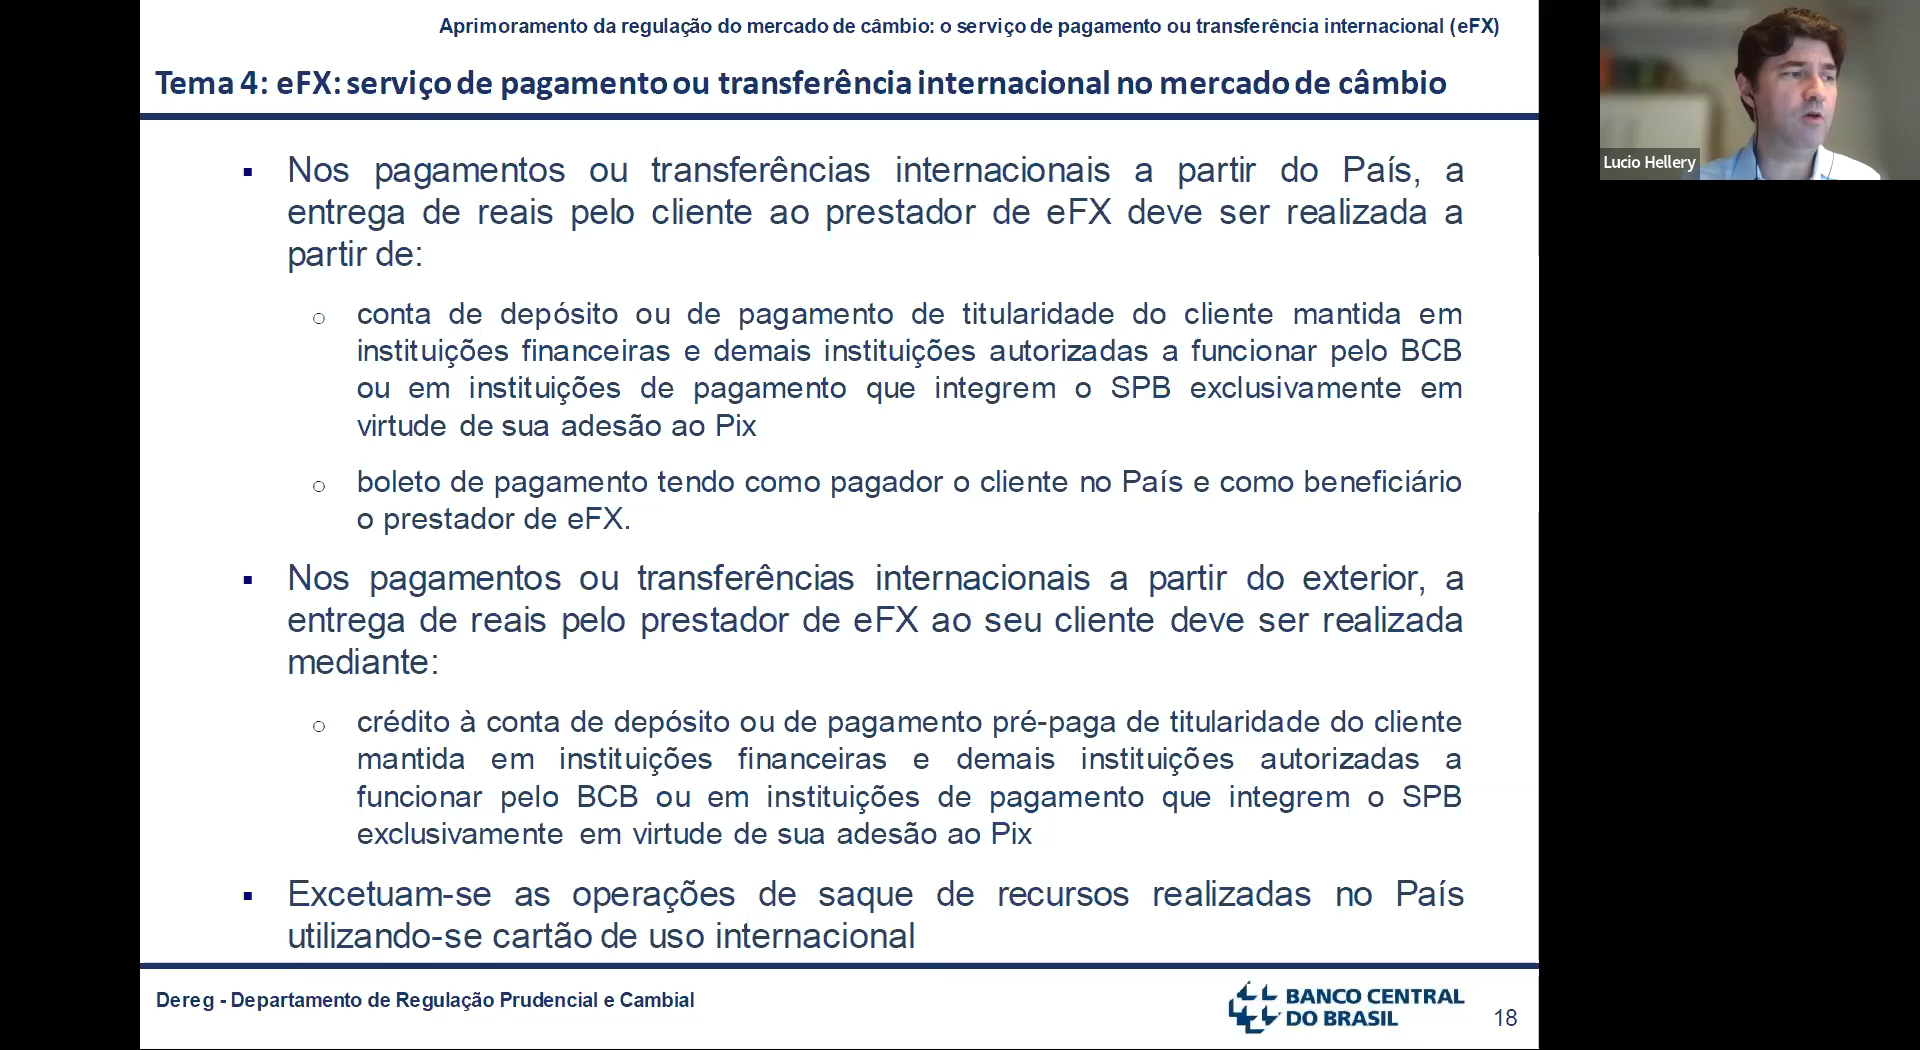 Aprimoramento da regulação do mercado de câmbio: o serviço de pagamento ou transferência internacional (eFX)
Tema 4: eFX: serviço de pagamento ou transferência internacional no mercado de câmbio
▪ Nos pagamentos ou transferências internacionais a partir do País, a
entrega de reais pelo cliente ao prestador de eFX deve ser realizada a
partir de:
○ conta de depósito ou de pagamento de titularidade do cliente mantida em
instituições financeiras e demais instituições autorizadas a funcionar pelo BCB
ou em instituições de pagamento que integrem o SPB exclusivamente em
virtude de sua adesão ao Pix
○ boleto de pagamento tendo como pagador o cliente no País e como beneficiário
o prestador de eFX.
▪ Nos pagamentos ou transferências internacionais a partir do exterior, a
entrega de reais pelo prestador de eFX ao seu cliente deve ser realizada
mediante:
○ crédito à conta de depósito ou de pagamento pré-paga de titularidade do cliente
mantida em instituições financeiras e demais instituições autorizadas a
funcionar pelo BCB ou em instituições de pagamento que integrem o SPB
exclusivamente em virtude de sua adesão ao Pix
▪ Excetuam-se as operações de saque de recursos realizadas no País
utilizando-se cartão de uso internacional
Dereg - Departamento de Regulação Prudencial e Cambial
BANCO CENTRAL
DO BRASIL
18
Lucio Hellery